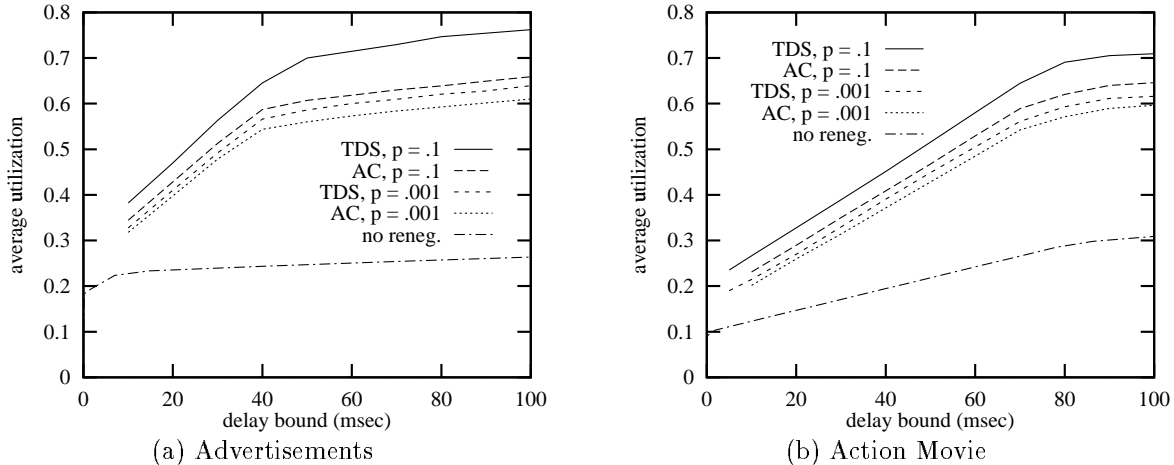 0.8
0.7
0.6
0.5
0.4
0.3
0.2
0.1
0
average utilization
TDS, p = .1
AC, p = .1
TDS, p = .001
AC, p = .001
no reneg.
0 20 40 60 80 100
delay bound (msec)
(a) Advertisements
0.8
0.7
0.6
0.5
0.4
0.3
0.2
0.1
0
average utilization
TDS, p = .1
AC, p = .1
TDS, p = .001
AC, p = .001
no reneg.
0 20 40 60 80 100
delay bound (msec)
(b) Action Movie